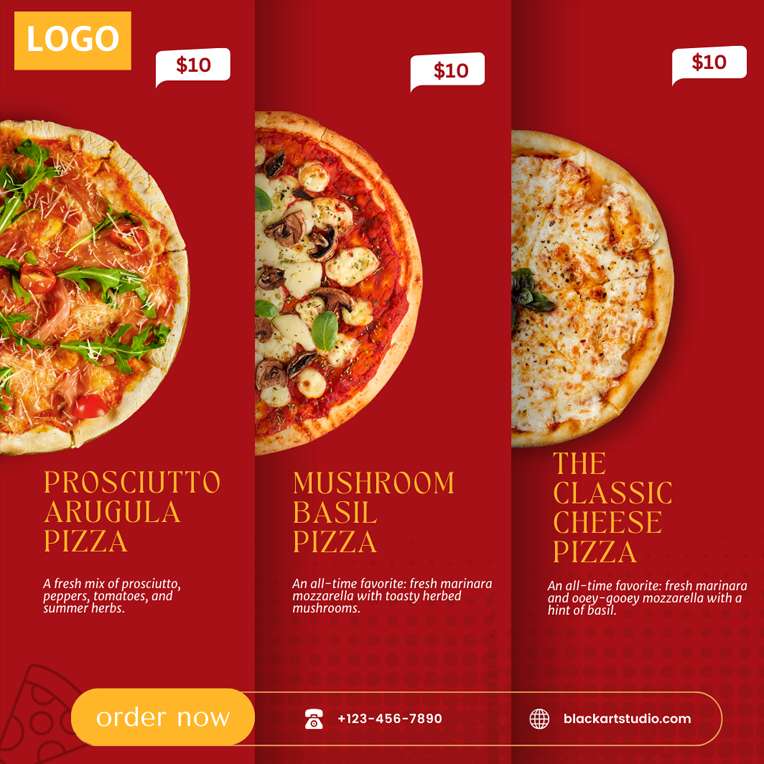 LOGO
$10
$10
$10
PROSCIUTTO
ARUGULA
PIZZA
A fresh mix of prosciutto,
peppers, tomatoes, and
summer herbs.
MUSHROOM
BASIL
PIZZA
An all-time favorite: fresh marinara
mozzarella with toasty herbed
mushrooms.
THE
CLASSIC
CHEESE
PIZZA
An all-time favorite: fresh marinara
and ooey-gooey mozzarella with a
hint of basil.
order now
+123-456-7890
blackartstudio.com